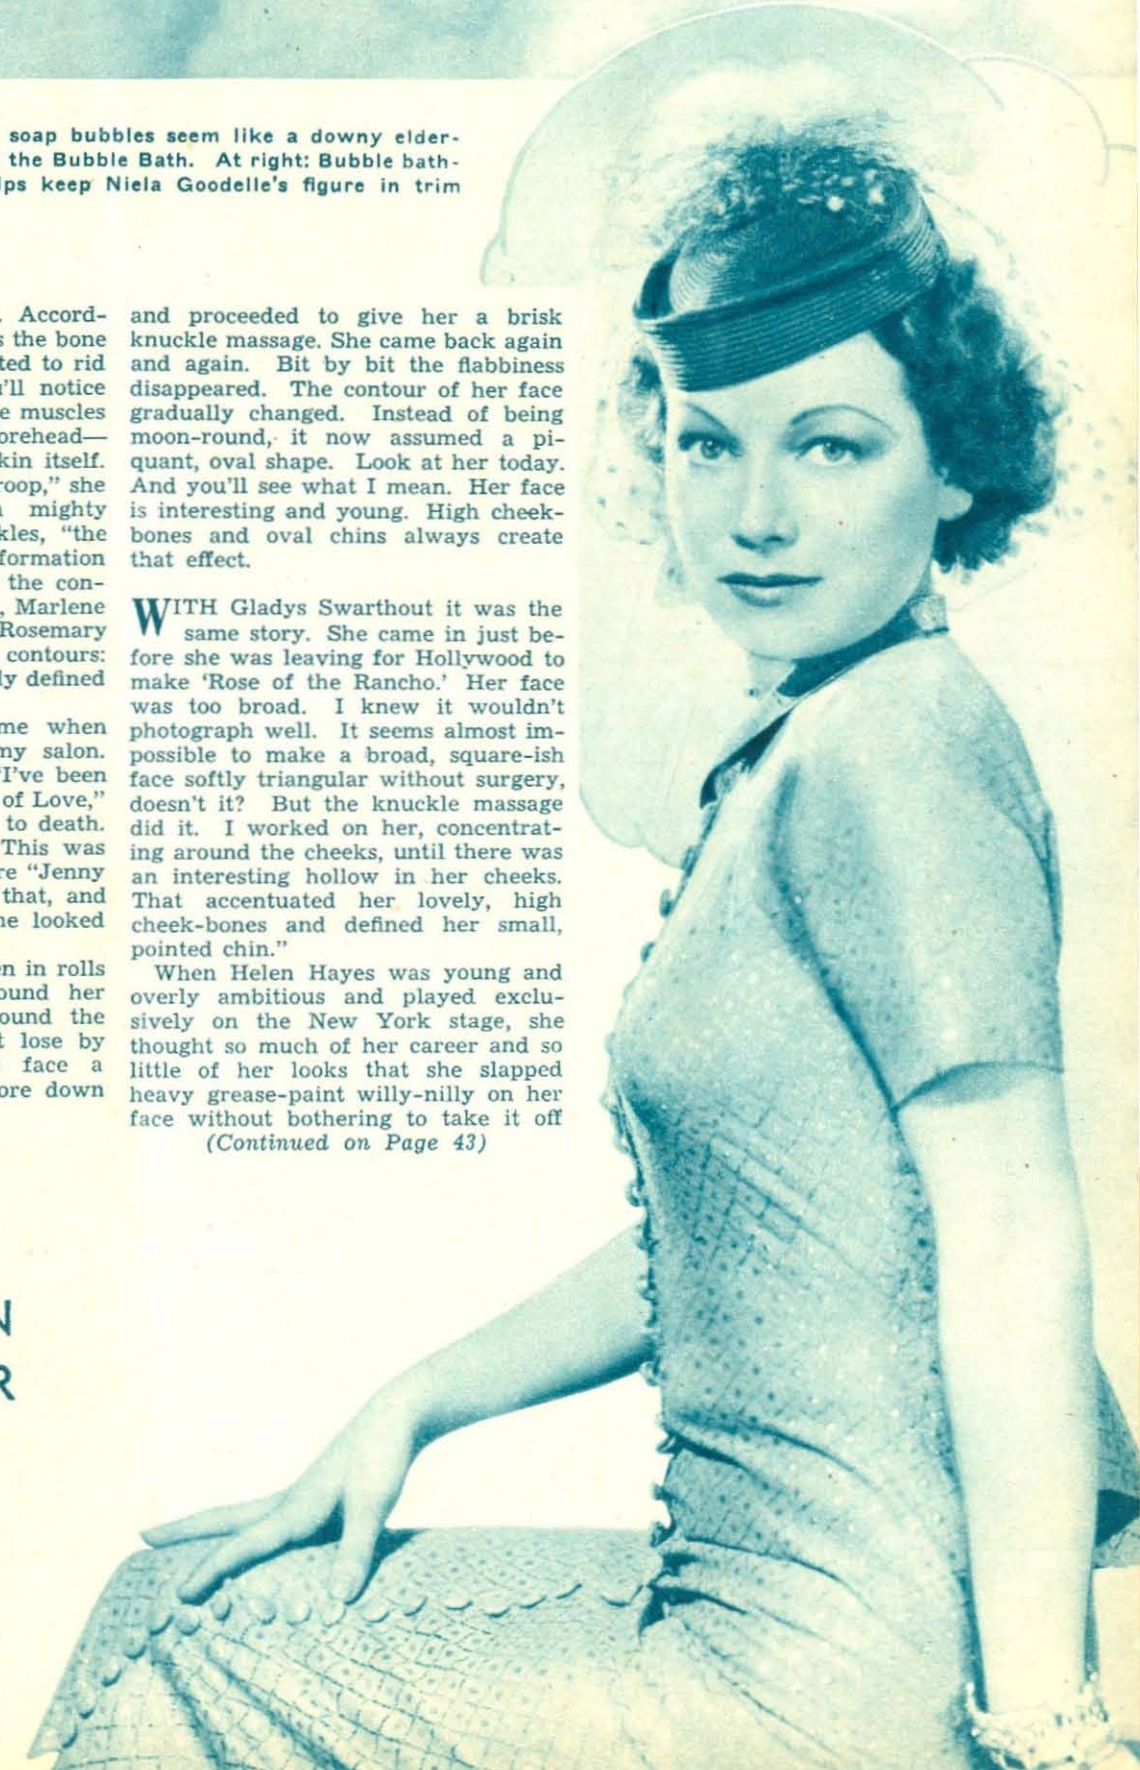 soap bubbles seem like a downy elder-
the Bubble Bath. At right: Bubble bath-
lps keep Niela Goodelle's figure in trim
. Accord-
s the bone
ted to rid
u'll notice
e muscles
orehead—
kin itself.
roop," she
mighty
kles, "the
formation
the con-
, Marlene
Rosemary
contours:
ly defined
me when
my salon.
"I've been
of Love,"
to death.
This was
re "Jenny
that, and
he looked
en in rolls
ound her
ound the
t lose by
face a
ore down
and proceeded to give her a brisk
knuckle massage. She came back again
and again. Bit by bit the flabbiness
disappeared. The contour of her face
gradually changed. Instead of being
moon-round, it now assumed a pi-
quant, oval shape. Look at her today.
And you'll see what I mean. Her face
is interesting and young. High cheek-
bones and oval chins always create
that effect.
WITH Gladys Swarthout it was the
same story. She came in just be-
fore she was leaving for Hollywood to
make 'Rose of the Rancho.' Her face
was too broad. I knew it wouldn't
photograph well. It seems almost im-
possible to make a broad, square-ish
face softly triangular without surgery,
doesn't it? But the knuckle massage
did it. I worked on her, concentrat-
ing around the cheeks, until there was
an interesting hollow in her cheeks.
That accentuated her lovely, high
cheek-bones and defined her small,
pointed chin."
When Helen Hayes was young and
overly ambitious and played exclu-
sively on the New York stage, she
thought so much of her career and so
little of her looks that she slapped
heavy grease-paint willy-nilly on her
face without bothering to take it off
(Continued on Page 43)
N
R